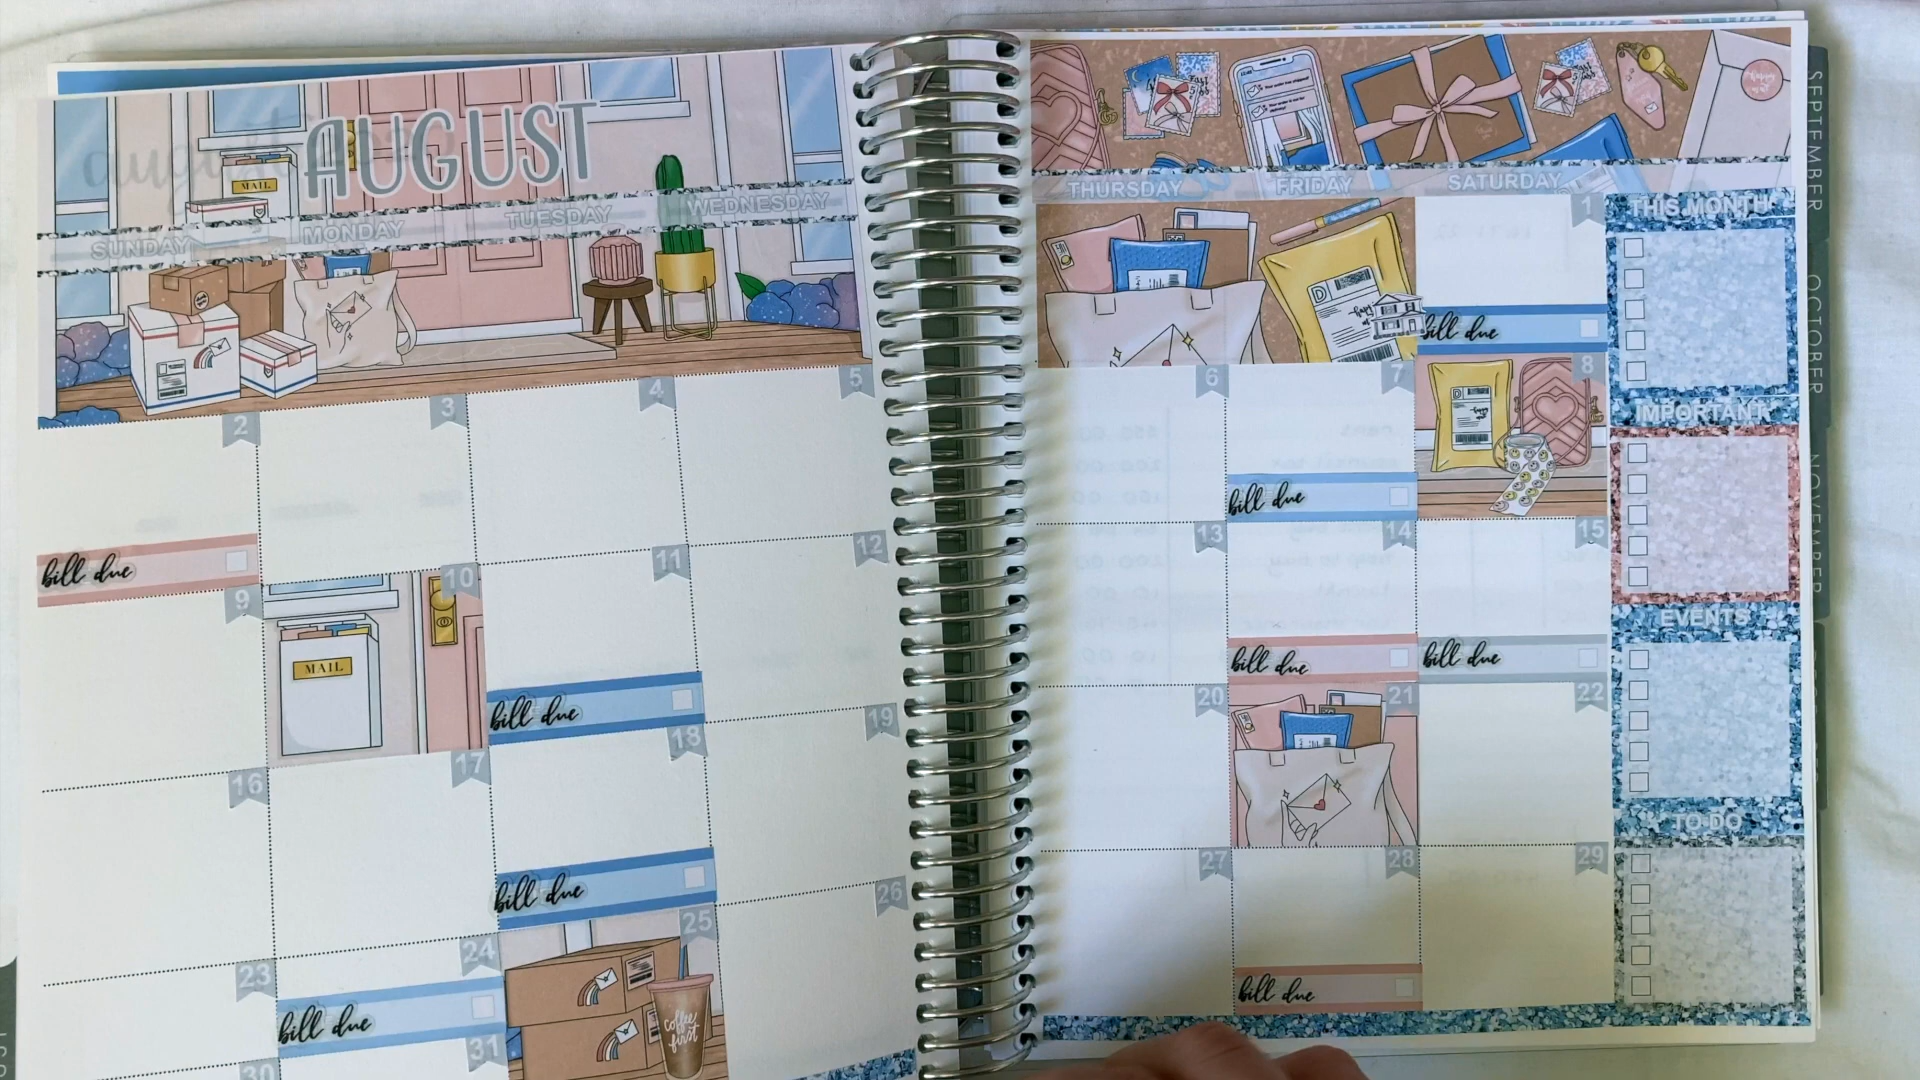 AUGUST
MAIL
SUNDAY MONDAY TUESDAY WEDNESDAY
THURSDAY FRIDAY SATURDAY
1
bill due
2 3 4 5
bill due
6 7 8
bill due
9 10 11 12
MAIL
bill due
13 14 15
bill due bill due
16 17 18 19
bill due
20 21 22
23 24 25 26
bill due
coffee
first
27 28 29
bill due
30 31
THIS MONTH
IMPORTANT
EVENTS
TO DO
SEPTEMBER
OCTOBER
NOVEMBER